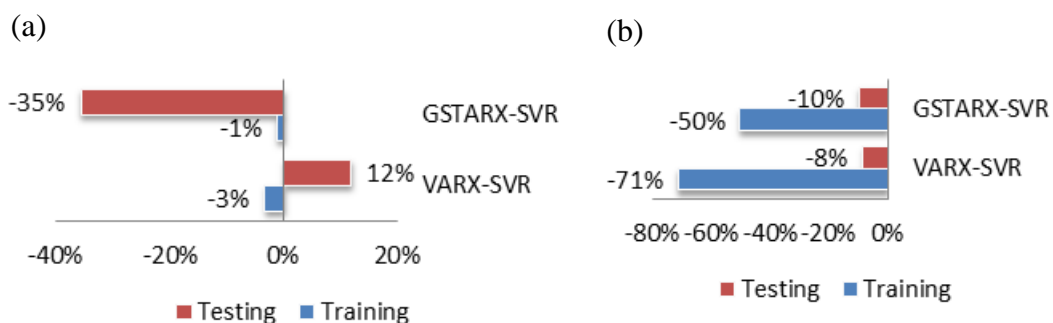 (a)
-35%
GSTARX-SVR
-1%
12%
VARX-SVR
-3%
-40% -20% 0% 20%
Testing Training
(b)
-10%
GSTARX-SVR
-50%
-8%
VARX-SVR
-71%
-80% -60% -40% -20% 0%
Testing Training